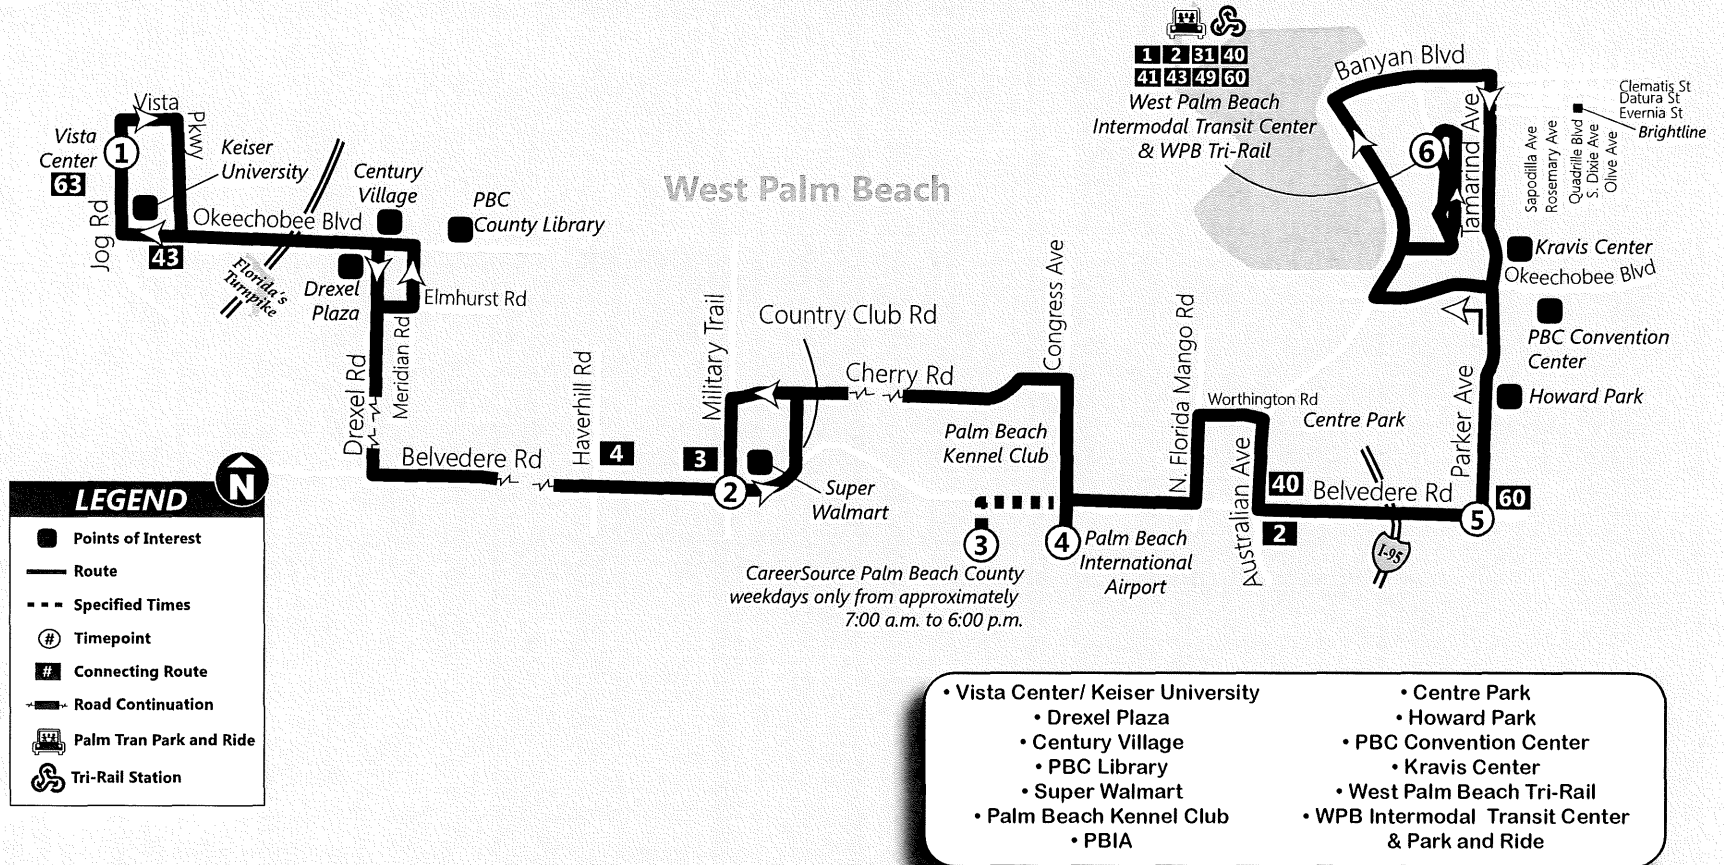 1 2 31 40
41 43 49 60
West Palm Beach
Intermodal Transit Center
& WPB Tri-Rail
Banyan Blvd
Clematis St
Datura St
Evernia St
Brightline
Sapodilla Ave
Rosemary Ave
Quadrille Blvd
S. Dixie Ave
Olive Ave
Tamarind Ave
6
Vista
Pkwy
Vista
Center
63
1
Keiser
University
Century
Village
PBC
County Library
West Palm Beach
Okeechobee Blvd
Jog Rd
43
Florida's
Turnpike
Drexel
Plaza
Elmhurst Rd
Meridian Rd
Drexel Rd
Kravis Center
Okeechobee Blvd
PBC Convention
Center
Howard Park
Parker Ave
Military Trail
Country Club Rd
Cherry Rd
Congress Ave
N. Florida Mango Rd
Worthington Rd
Centre Park
Haverhill Rd
Belvedere Rd
4
3
2
Super
Walmart
Palm Beach
Kennel Club
3
4
Palm Beach
International
Airport
Australian Ave
40
2
Belvedere Rd
I-95
5
60
CareerSource Palm Beach County
weekdays only from approximately
7:00 a.m. to 6:00 p.m.
N
LEGEND
Points of Interest
Route
Specified Times
# Timepoint
# Connecting Route
Road Continuation
Palm Tran Park and Ride
Tri-Rail Station
• Vista Center/ Keiser University
• Drexel Plaza
• Century Village
• PBC Library
• Super Walmart
• Palm Beach Kennel Club
• PBIA
• Centre Park
• Howard Park
• PBC Convention Center
• Kravis Center
• West Palm Beach Tri-Rail
• WPB Intermodal Transit Center
& Park and Ride